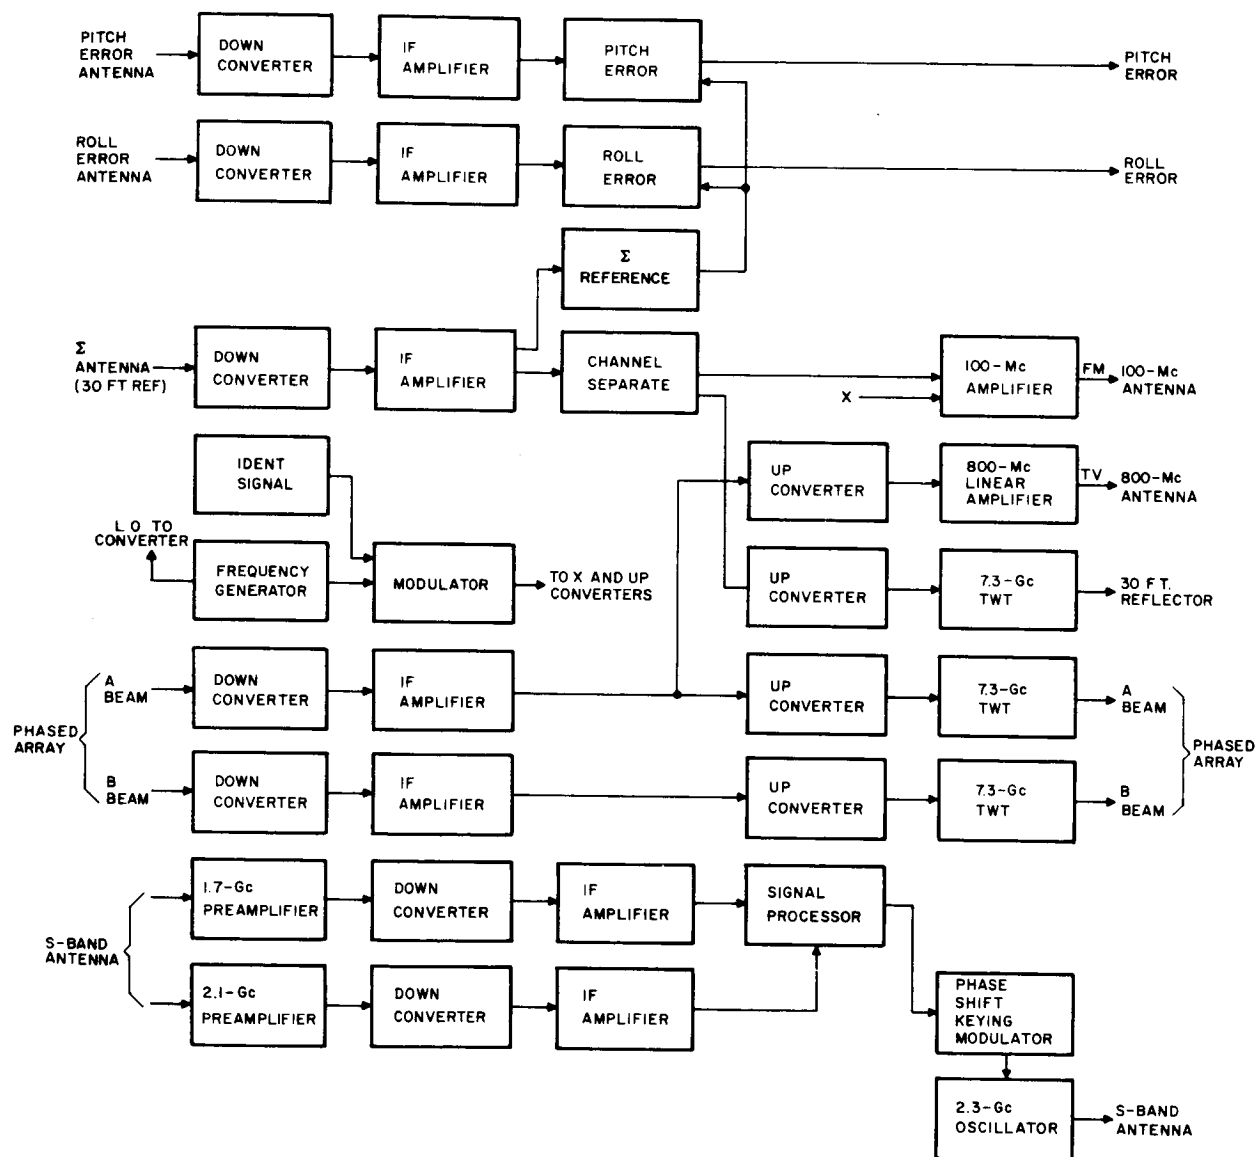 PITCH
ERROR
ANTENNA
DOWN
CONVERTER
IF
AMPLIFIER
PITCH
ERROR
PITCH
ERROR
ROLL
ERROR
ANTENNA
DOWN
CONVERTER
IF
AMPLIFIER
ROLL
ERROR
ROLL
ERROR
Σ
REFERENCE
Σ
ANTENNA
(30 FT REF)
DOWN
CONVERTER
IF
AMPLIFIER
CHANNEL
SEPARATE
X
100-Mc
AMPLIFIER
FM
100-Mc
ANTENNA
IDENT
SIGNAL
UP
CONVERTER
800-Mc
LINEAR
AMPLIFIER
TV
800-Mc
ANTENNA
L O TO
CONVERTER
FREQUENCY
GENERATOR
MODULATOR
TO X AND UP
CONVERTERS
UP
CONVERTER
7.3-Gc
TWT
30 FT.
REFLECTOR
PHASED
ARRAY
A
BEAM
DOWN
CONVERTER
IF
AMPLIFIER
UP
CONVERTER
7.3-Gc
TWT
A
BEAM
PHASED
ARRAY
B
BEAM
DOWN
CONVERTER
IF
AMPLIFIER
UP
CONVERTER
7.3-Gc
TWT
B
BEAM
S-BAND
ANTENNA
1.7-Gc
PREAMPLIFIER
DOWN
CONVERTER
IF
AMPLIFIER
SIGNAL
PROCESSOR
2.1-Gc
PREAMPLIFIER
DOWN
CONVERTER
IF
AMPLIFIER
PHASE
SHIFT
KEYING
MODULATOR
2.3-Gc
OSCILLATOR
S-BAND
ANTENNA